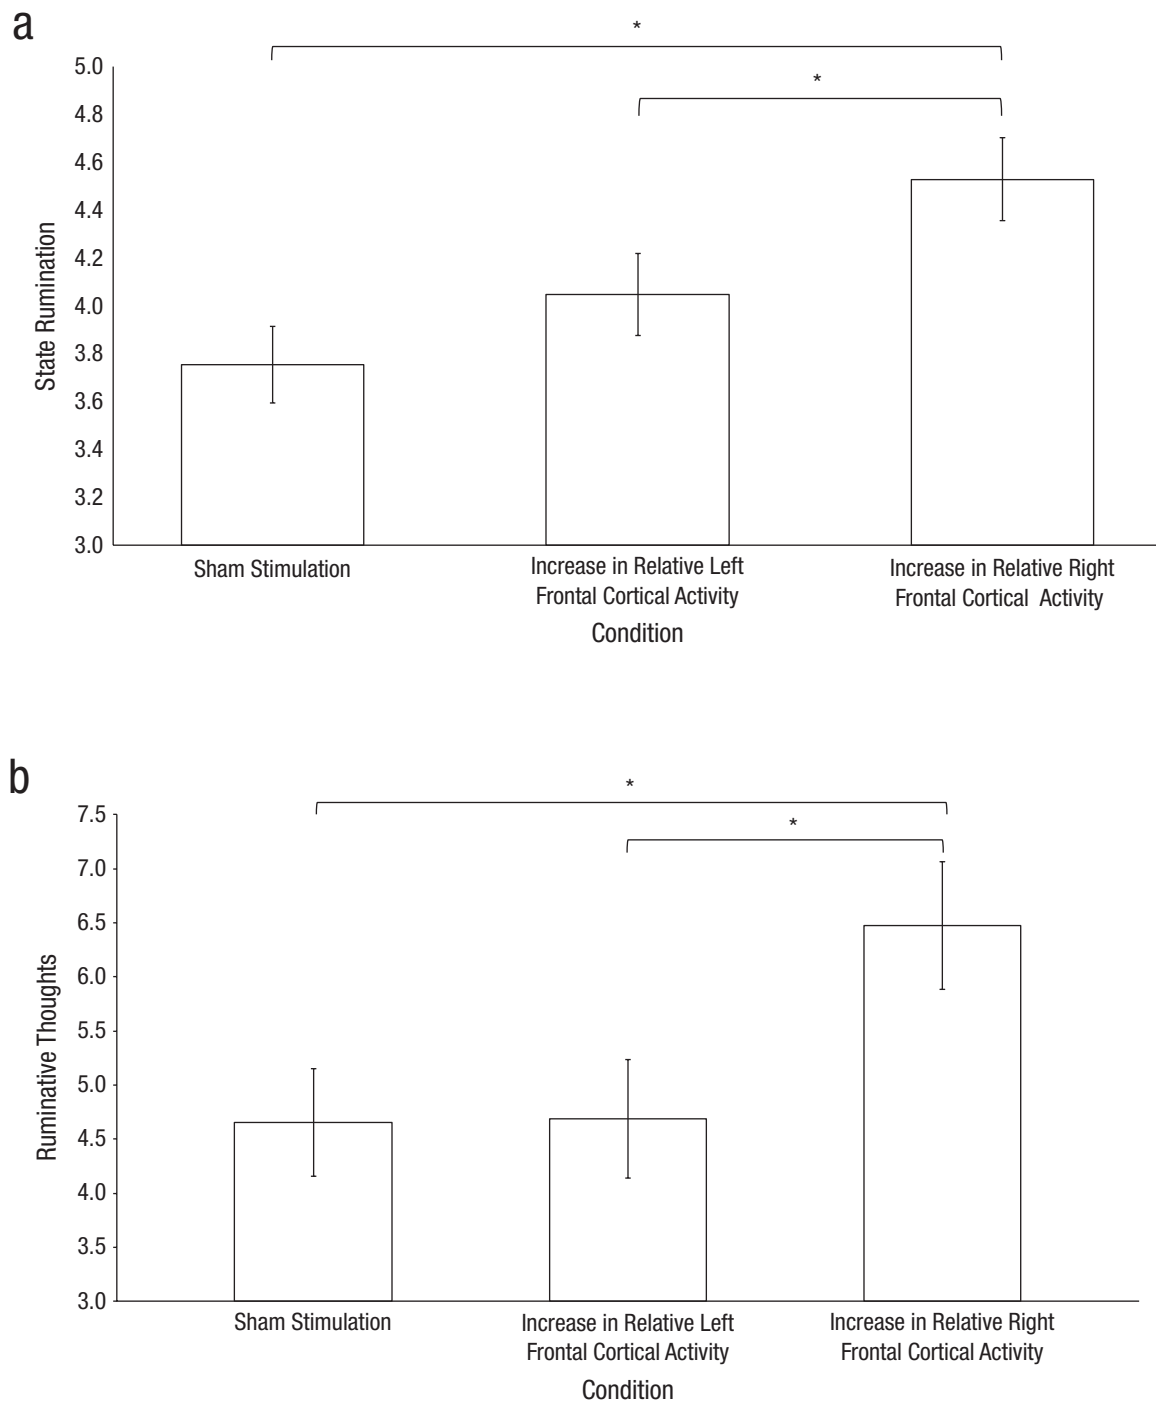 a
*
*
5.0
4.8
4.6
4.4
4.2
4.0
3.8
3.6
3.4
3.2
3.0
State Rumination
Sham Stimulation
Increase in Relative Left
Frontal Cortical Activity
Increase in Relative Right
Frontal Cortical Activity
Condition
b
*
*
7.5
7.0
6.5
6.0
5.5
5.0
4.5
4.0
3.5
3.0
Ruminative Thoughts
Sham Stimulation
Increase in Relative Left
Frontal Cortical Activity
Increase in Relative Right
Frontal Cortical Activity
Condition